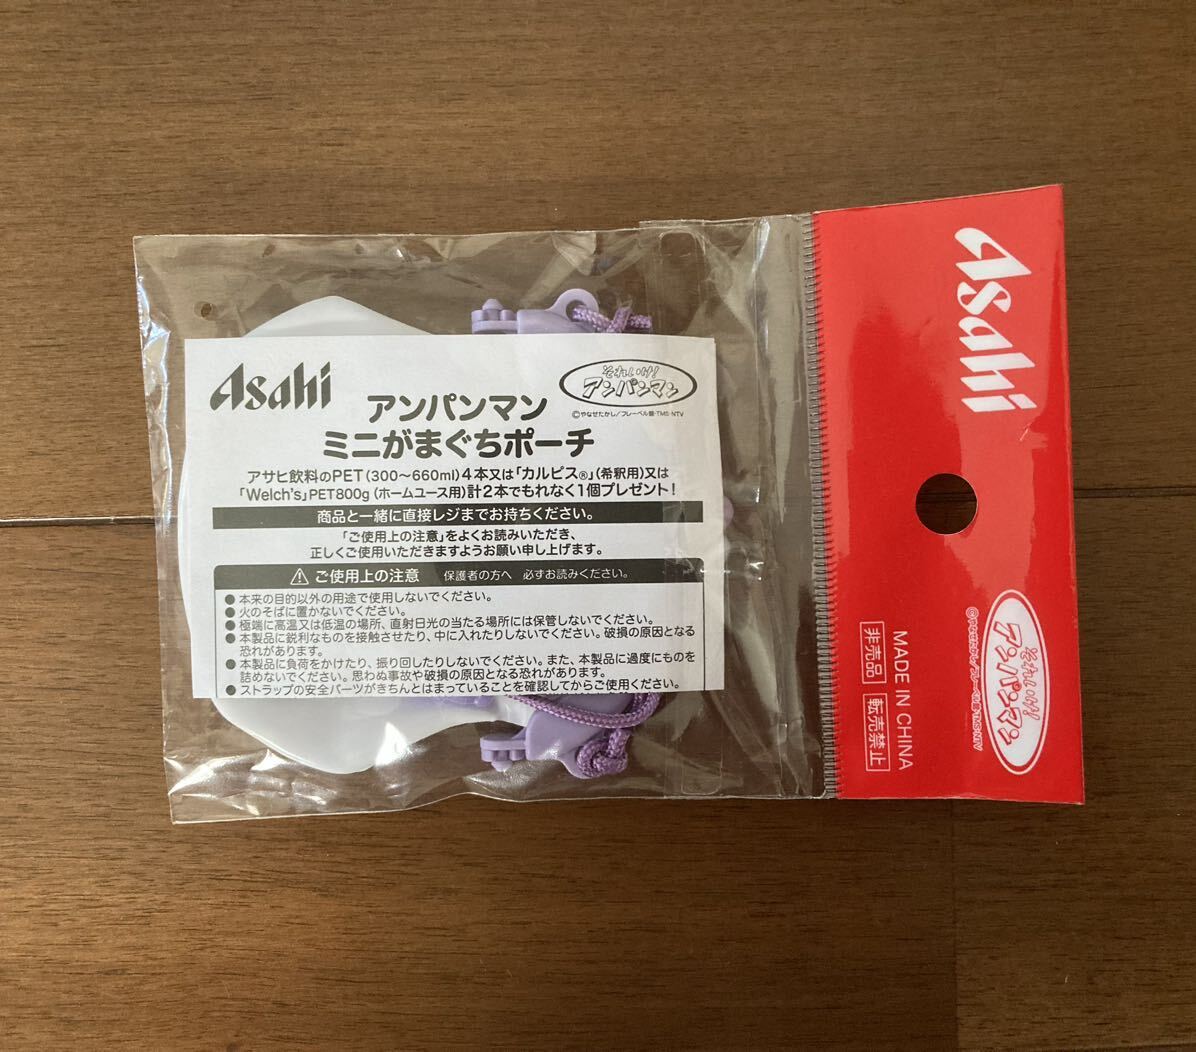 Asahi
それいけ!
アンパンマン
©やなせたかし/フレーベル館・TMS・NTV
アンパンマン
ミニがまぐちポーチ
アサヒ飲料のPET(300〜660ml)4本又は「カルピス®」(希釈用)又は
「Welch's」PET800g(ホームユース用)計2本でもれなく1個プレゼント!
商品と一緒に直接レジまでお持ちください。
「ご使用上の注意」をよくお読みいただき、
正しくご使用いただきますようお願い申し上げます。
⚠ ご使用上の注意 保護者の方へ 必ずお読みください。
●本来の目的以外の用途で使用しないでください。
●火のそばに置かないでください。
●極端に高温又は低温の場所、直射日光の当たる場所には保管しないでください。
●本製品に鋭利なものを接触させたり、中に入れたりしないでください。破損の原因となる
恐れがあります。
●本製品に負荷をかけたり、振り回したりしないでください。また、本製品に過度にものを
詰めないでください。思わぬ事故や破損の原因となる恐れがあります。
●ストラップの安全パーツがきちんとはまっていることを確認してからご使用ください。
Asahi
それいけ!
アンパンマン
©やなせたかし/フレーベル館・TMS・NTV
MADE IN CHINA
非売品 転売禁止